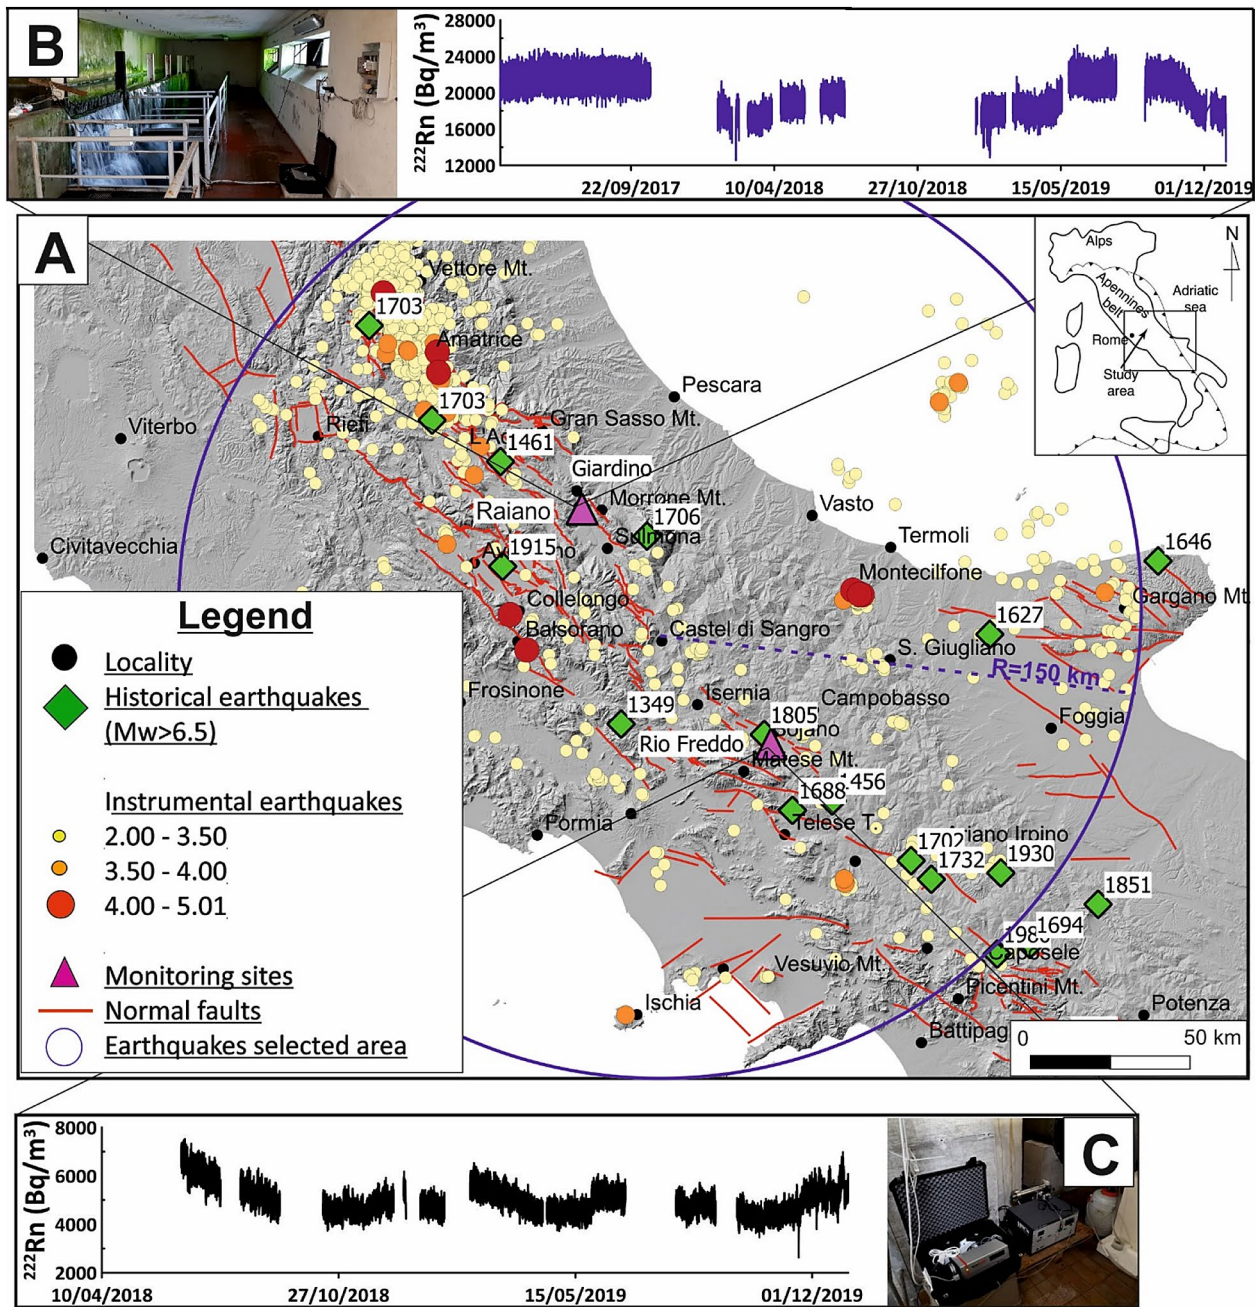 B
²²²Rn (Bq/m³)
28000
24000
20000
16000
12000
22/09/2017
10/04/2018
27/10/2018
15/05/2019
01/12/2019
A
Vettore Mt.
1703
Amatrice
Pescara
1703
Gran Sasso Mt.
Viterbo
Rieti
1461
Giardino
Morrone Mt.
Raiano
1706
Vasto
Sulmona
Civitavecchia
1915
Termoli
1646
Montecilfone
Collelongo
Gargano Mt.
Balsorano
Castel di Sangro
1627
S. Giugliano
R=150 km
Frosinone
Isernia
Campobasso
1349
Foggia
1805
Bojano
Rio Freddo
Matese Mt.
1688
1456
Formia
Telese T.
1702
1732
1930
1851
1694
1980
Caposele
Vesuvio Mt.
Picentini Mt.
Ischia
Potenza
Battipag
Alps
N
Apennines
belt
Adriatic
sea
Rome
Study
area
0
50 km
Legend
Locality
Historical earthquakes
(Mw>6.5)
Instrumental earthquakes
2.00 - 3.50
3.50 - 4.00
4.00 - 5.01
Monitoring sites
Normal faults
Earthquakes selected area
C
²²²Rn (Bq/m³)
8000
6000
4000
2000
10/04/2018
27/10/2018
15/05/2019
01/12/2019